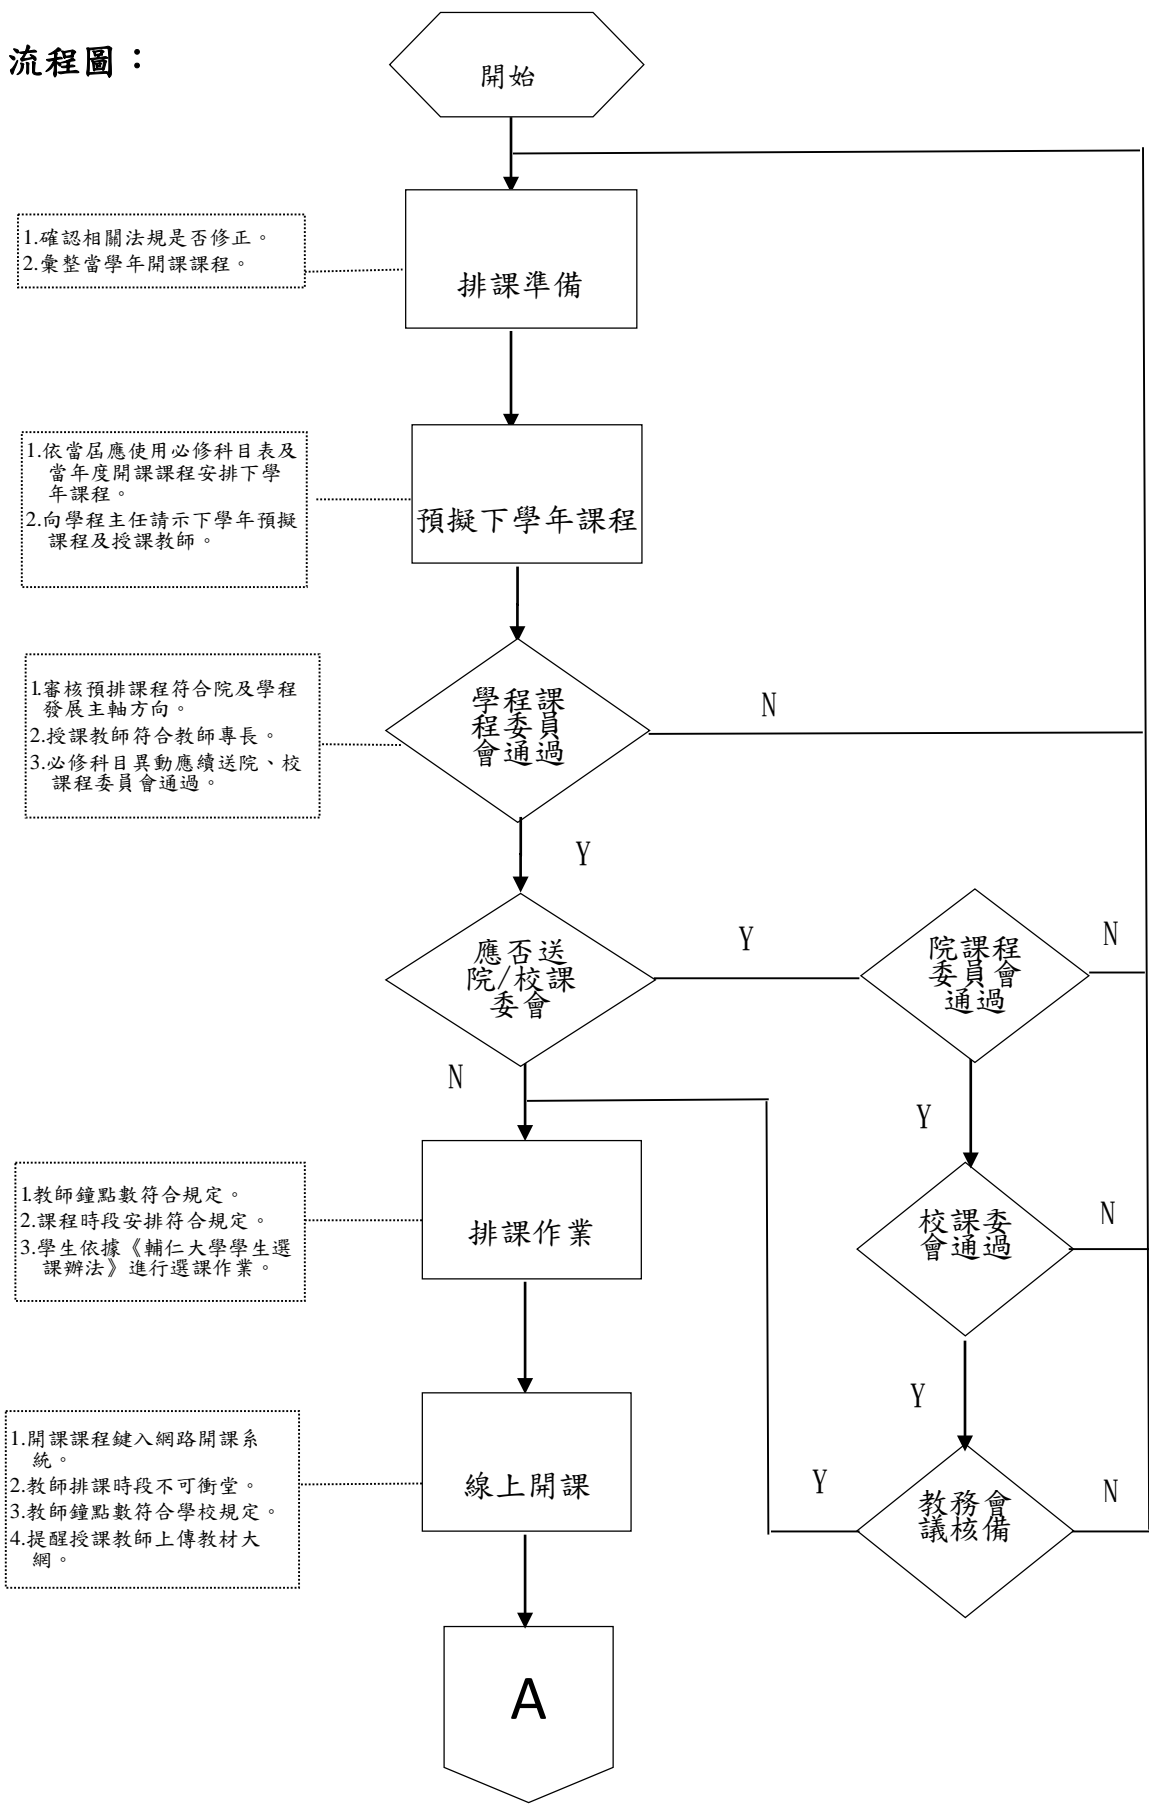 流程圖：
開始
1.確認相關法規是否修正。
2.彙整當學年開課課程。
排課準備
1.依當屆應使用必修科目表及
當年度開課課程安排下學
年課程。
2.向學程主任請示下學年預擬
課程及授課教師。
預擬下學年課程
1.審核預排課程符合院及學程
發展主軸方向。
2.授課教師符合教師專長。
3.必修科目異動應續送院、校
課程委員會通過。
學程課
程委員
會通過
N
Y
應否送
院/校課
委會
Y
院課程
委員會
通過
N
N
Y
1.教師鐘點數符合規定。
2.課程時段安排符合規定。
3.學生依據《輔仁大學學生選
課辦法》進行選課作業。
排課作業
校課委
會通過
N
Y
1.開課課程鍵入網路開課系
統。
2.教師排課時段不可衝堂。
3.教師鐘點數符合學校規定。
4.提醒授課教師上傳教材大
網。
線上開課
Y
教務會
議核備
N
A